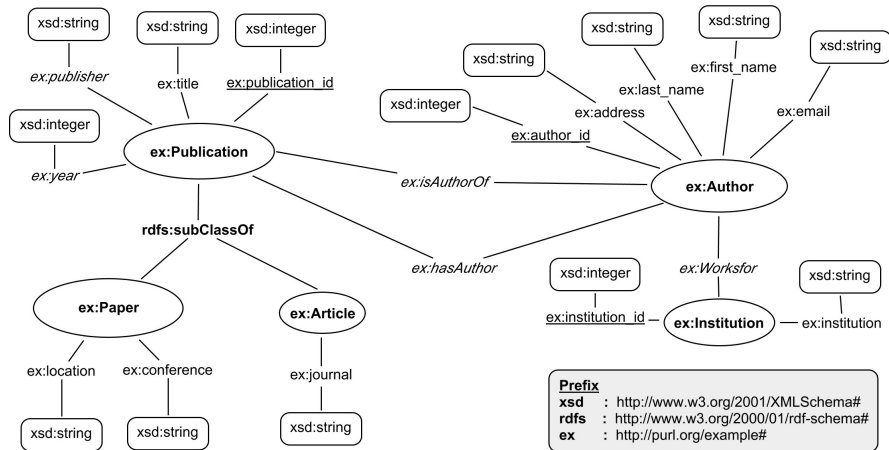 xsd:string
xsd:string
xsd:integer
ex:publisher
ex:title
ex:publication_id
xsd:integer
ex:year
ex:Publication
xsd:string
xsd:string
xsd:string
xsd:string
xsd:integer
ex:first_name
ex:last_name
ex:address
ex:email
ex:author_id
ex:isAuthorOf
ex:Author
rdfs:subClassOf
ex:hasAuthor
ex:Worksfor
ex:Paper
ex:Article
xsd:integer
xsd:string
ex:institution_id
ex:Institution
ex:institution
ex:location
ex:conference
ex:journal
xsd:string
xsd:string
xsd:string
Prefix
xsd : http://www.w3.org/2001/XMLSchema#
rdfs : http://www.w3.org/2000/01/rdf-schema#
ex : http://purl.org/example#